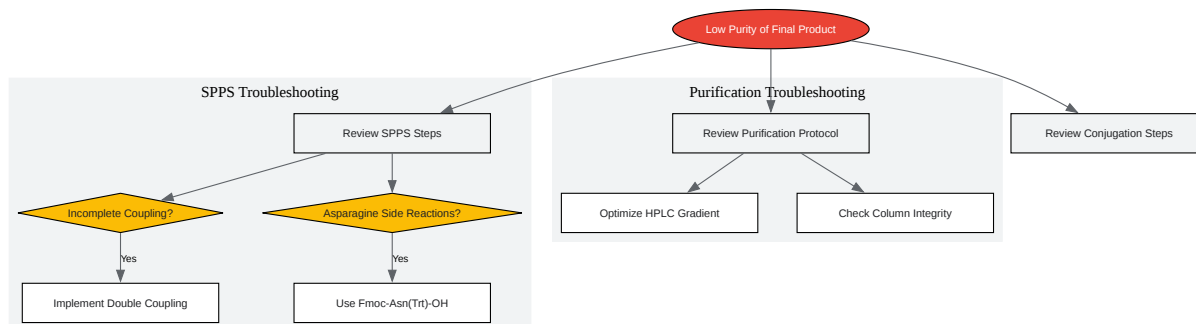 Low Purity of Final Product
SPPS Troubleshooting
Purification Troubleshooting
Review SPPS Steps
Review Purification Protocol
Review Conjugation Steps
Incomplete Coupling?
Asparagine Side Reactions?
Optimize HPLC Gradient
Check Column Integrity
Yes
Yes
Implement Double Coupling
Use Fmoc-Asn(Trt)-OH